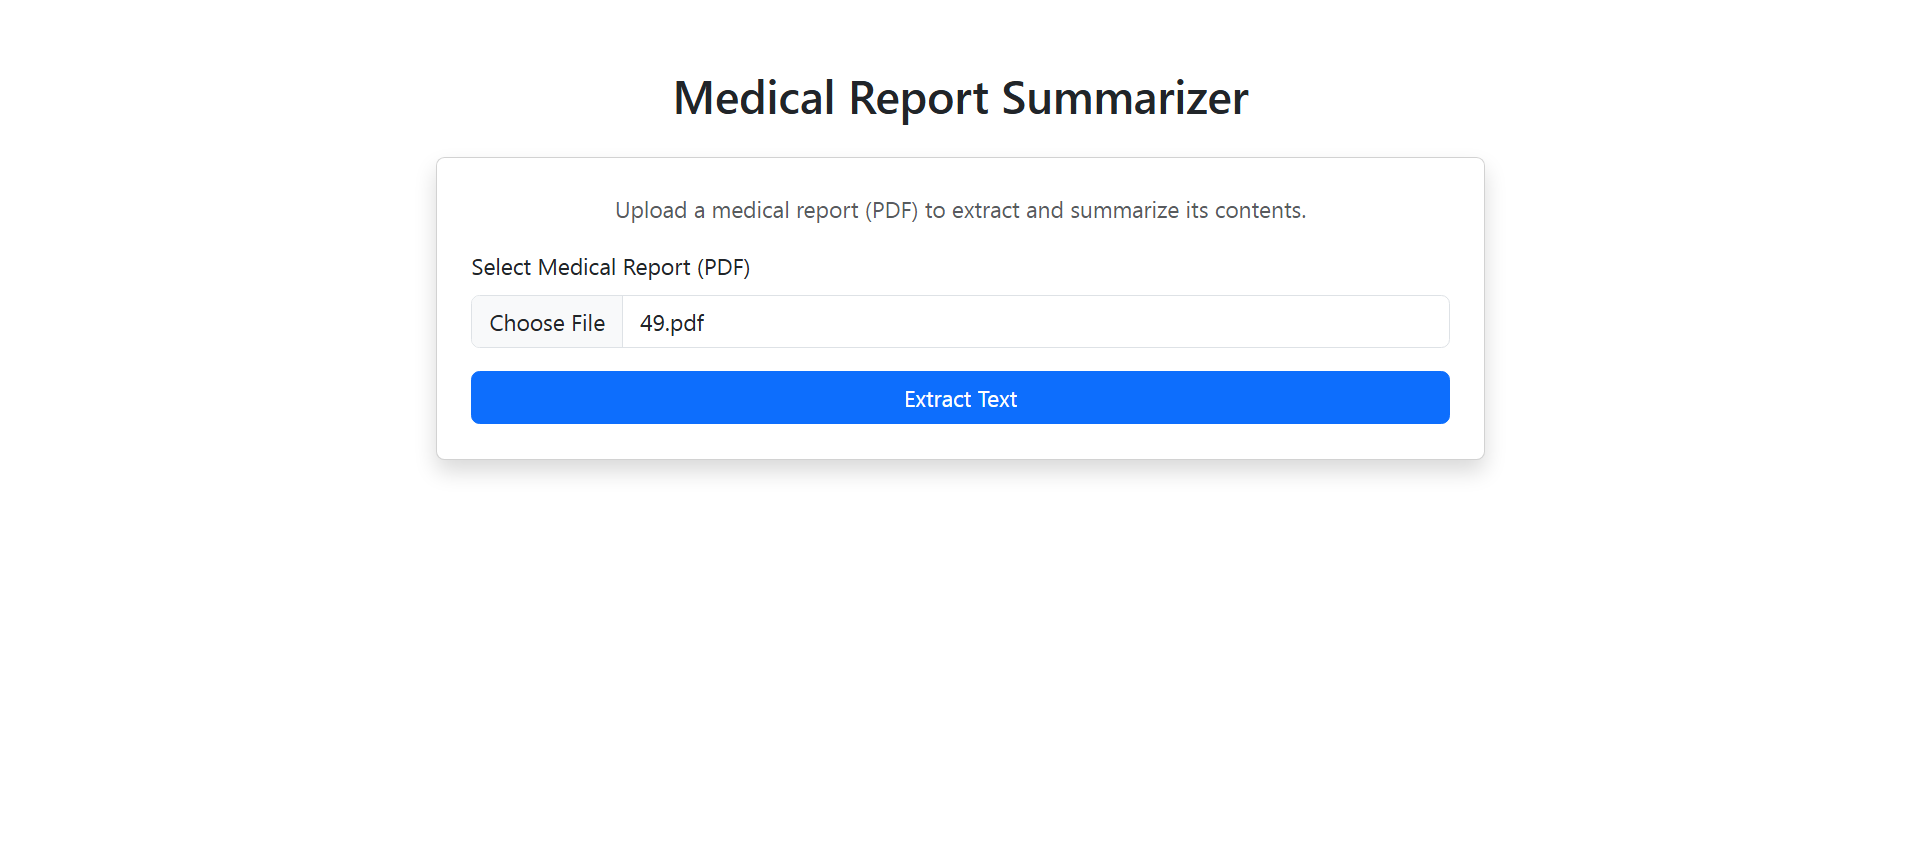 Medical Report Summarizer
Upload a medical report (PDF) to extract and summarize its contents.
Select Medical Report (PDF)
Choose File 49.pdf
Extract Text